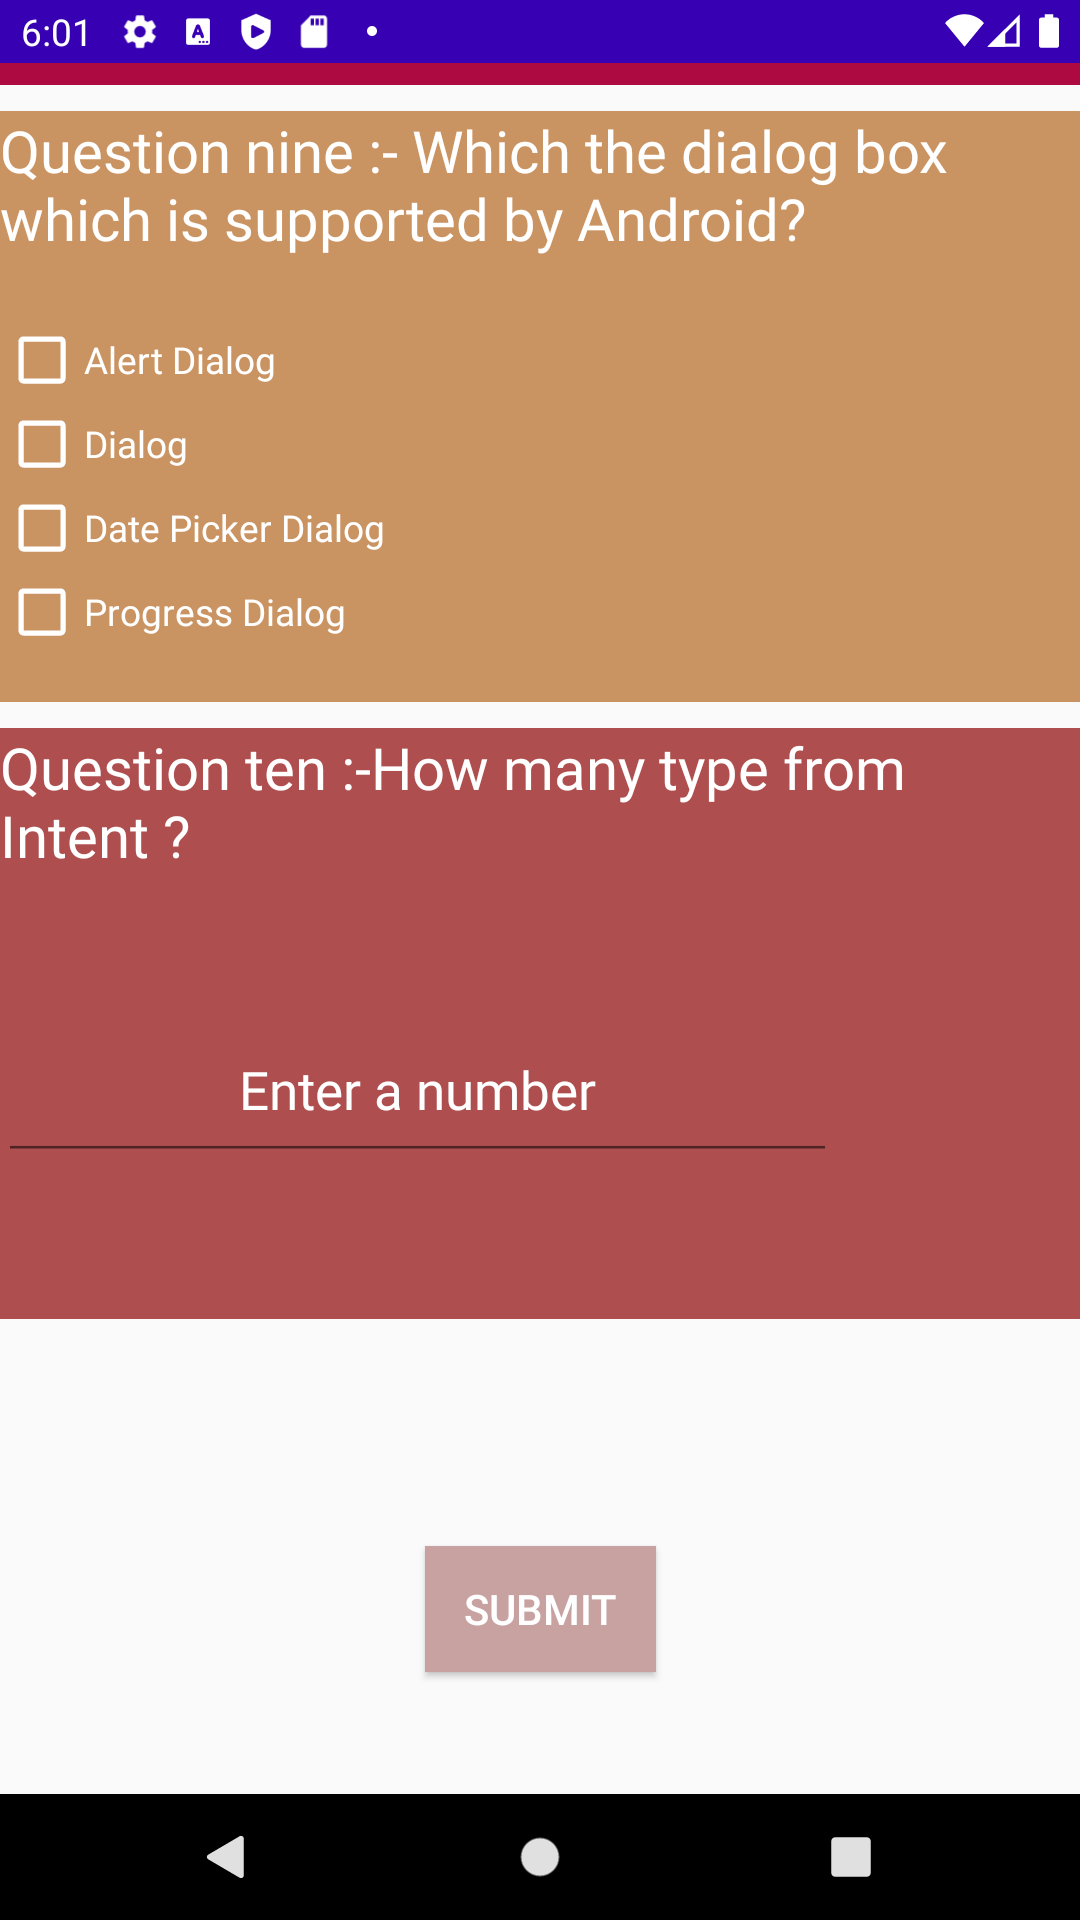 6:01
Question nine :- Which the dialog box
which is supported by Android?
Alert Dialog
Dialog
Date Picker Dialog
Progress Dialog
Question ten :-How many type from
Intent ?
Enter a number
SUBMIT